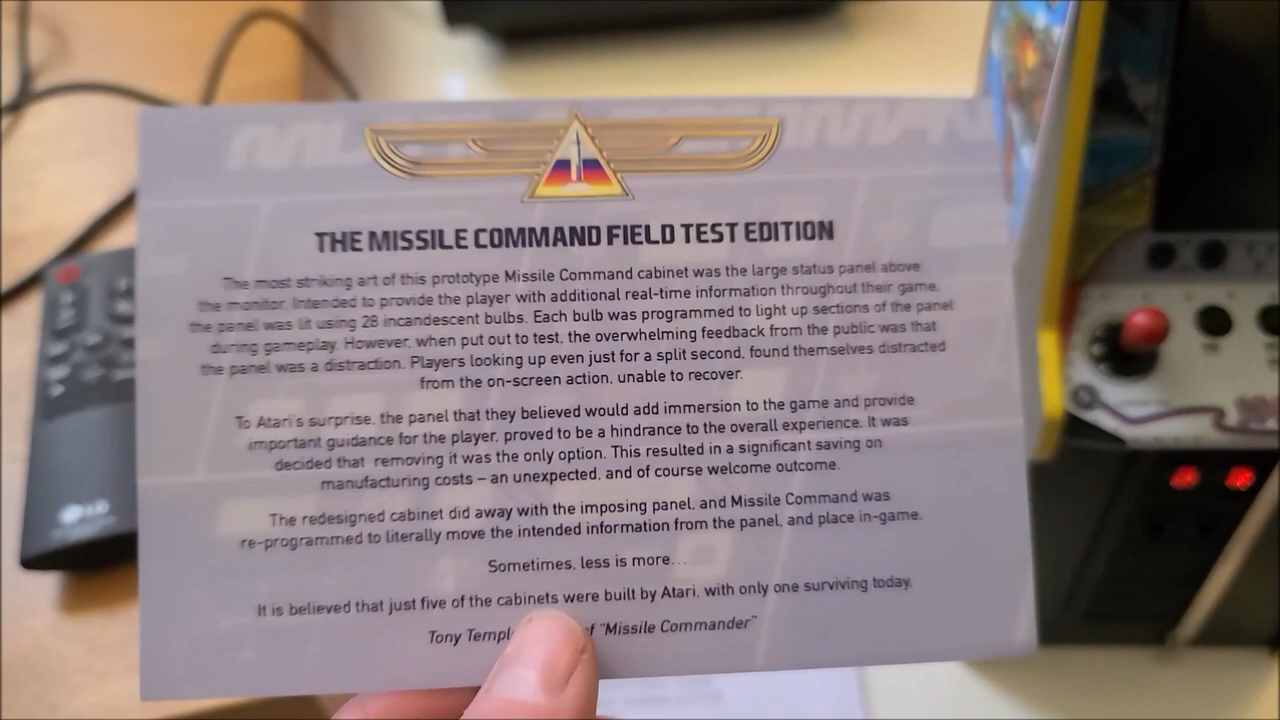 THE MISSILE COMMAND FIELD TEST EDITION
The most striking art of this prototype Missile Command cabinet was the large status panel above
the monitor. Intended to provide the player with additional real-time information throughout their game,
the panel was lit using 28 incandescent bulbs. Each bulb was programmed to light up sections of the panel
during gameplay. However, when put out to test, the overwhelming feedback from the public was that
the panel was a distraction. Players looking up even just for a split second, found themselves distracted
from the on-screen action, unable to recover.
To Atari's surprise, the panel that they believed would add immersion to the game and provide
important guidance for the player, proved to be a hindrance to the overall experience. It was
decided that removing it was the only option. This resulted in a significant saving on
manufacturing costs – an unexpected, and of course welcome outcome.
The redesigned cabinet did away with the imposing panel, and Missile Command was
re-programmed to literally move the intended information from the panel, and place in-game.
Sometimes, less is more...
It is believed that just five of the cabinets were built by Atari, with only one surviving today.
Tony "Missile Commander"
LG